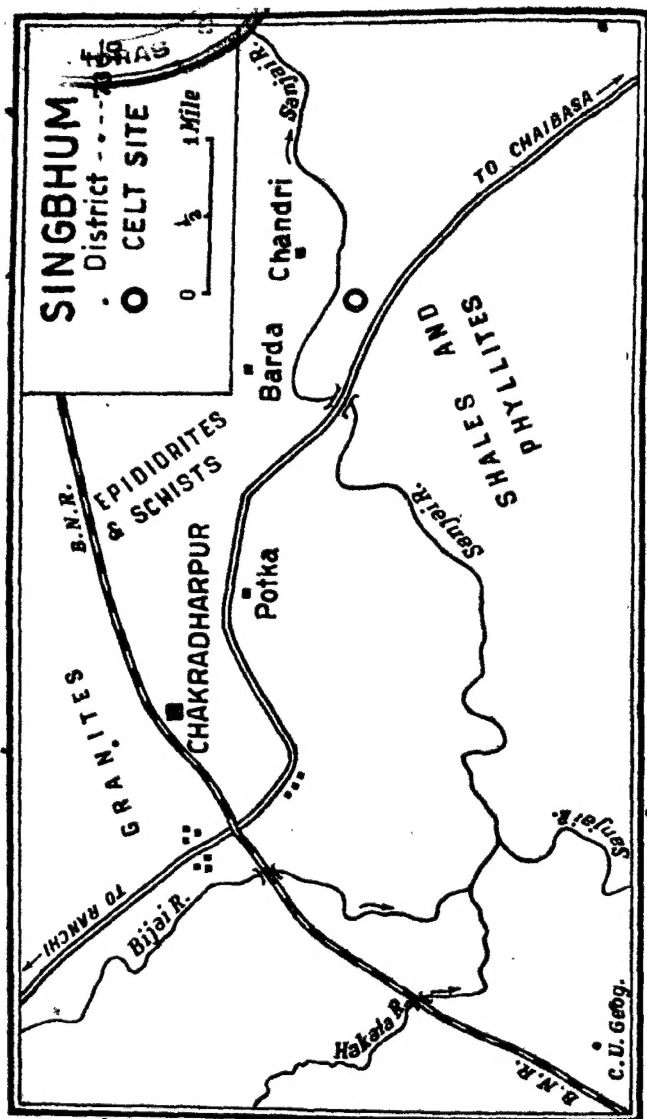 SINGBHUM
District
CELT SITE
0 ½ 1 Mile
Sanjai R.
TO CHAIBASA
Chandri
Barda
B.N.R.
EPIDIORITES
& SCHISTS
SHALES AND
PHYLLITES
Sanjai R.
Potka
CHAKRADHARPUR
GRANITES
TO RANCHI
Bijai R.
Hakata R.
B.N.R.
Sanjai R.
C.U. Geog.